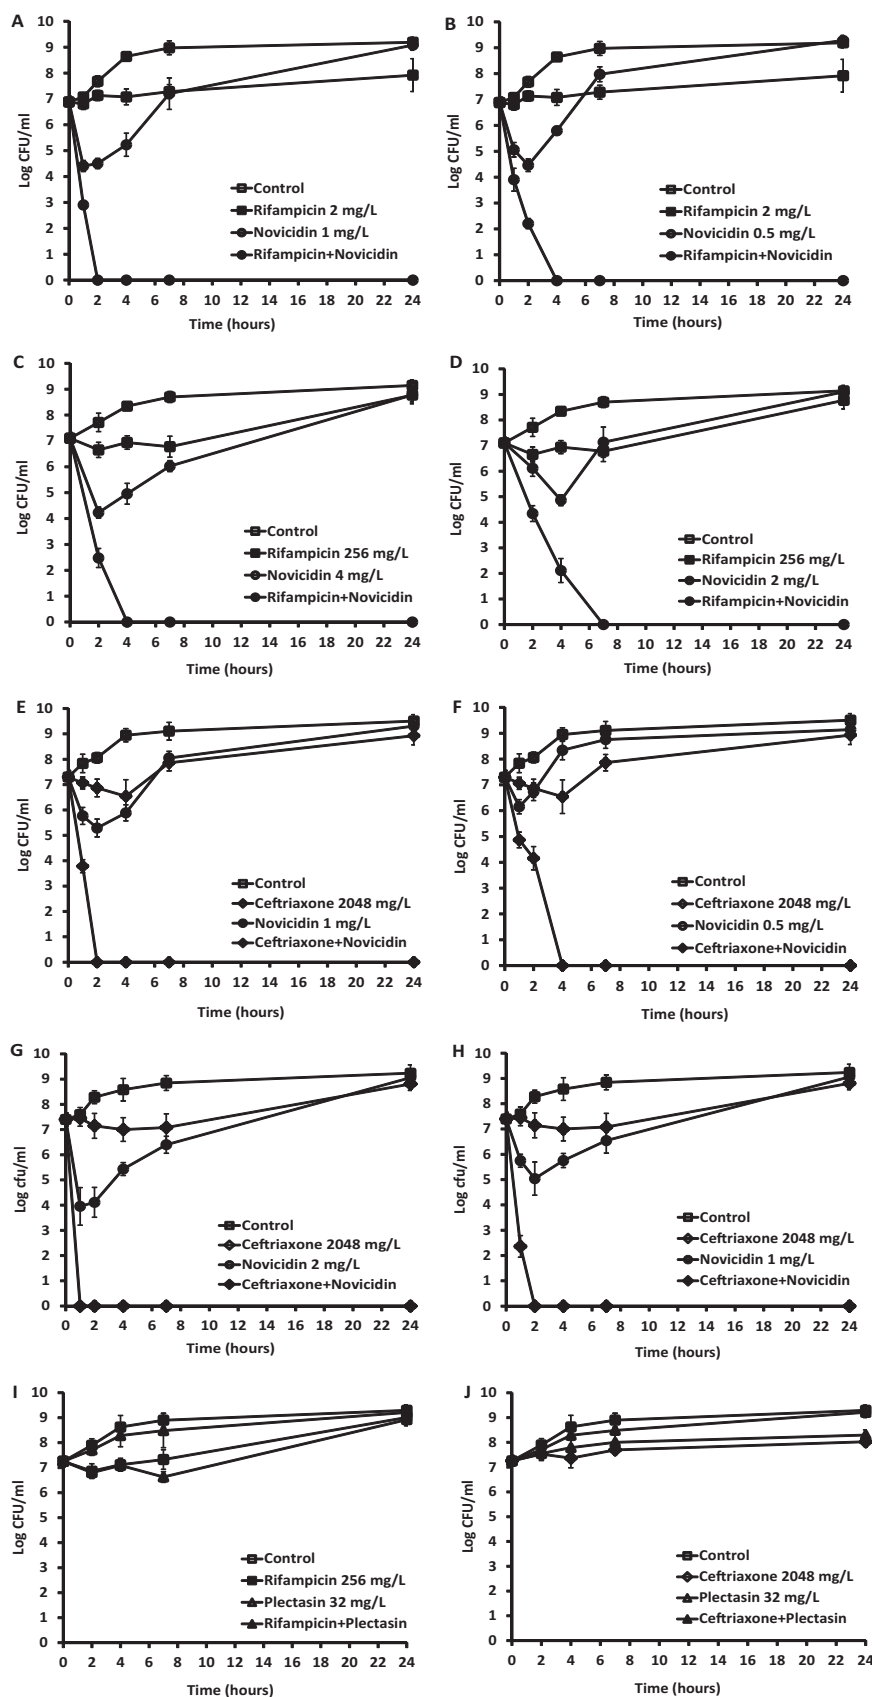 A
10
9
8
7
6
5
4
3
2
1
0
Log CFU/ml
Control
Rifampicin 2 mg/L
Novicidin 1 mg/L
Rifampicin+Novicidin
0 2 4 6 8 10 12 14 16 18 20 22 24
Time (hours)
B
10
9
8
7
6
5
4
3
2
1
0
Log CFU/ml
Control
Rifampicin 2 mg/L
Novicidin 0.5 mg/L
Rifampicin+Novicidin
0 2 4 6 8 10 12 14 16 18 20 22 24
Time (hours)
C
10
9
8
7
6
5
4
3
2
1
0
Log CFU/ml
Control
Rifampicin 256 mg/L
Novicidin 4 mg/L
Rifampicin+Novicidin
0 2 4 6 8 10 12 14 16 18 20 22 24
Time (hours)
D
10
9
8
7
6
5
4
3
2
1
0
Log CFU/ml
Control
Rifampicin 256 mg/L
Novicidin 2 mg/L
Rifampicin+Novicidin
0 2 4 6 8 10 12 14 16 18 20 22 24
Time (hours)
E
10
9
8
7
6
5
4
3
2
1
0
Log CFU/ml
Control
Ceftriaxone 2048 mg/L
Novicidin 1 mg/L
Ceftriaxone+Novicidin
0 2 4 6 8 10 12 14 16 18 20 22 24
Time (hours)
F
10
9
8
7
6
5
4
3
2
1
0
Log CFU/ml
Control
Ceftriaxone 2048 mg/L
Novicidin 0.5 mg/L
Ceftriaxone+Novicidin
0 2 4 6 8 10 12 14 16 18 20 22 24
Time (hours)
G
10
9
8
7
6
5
4
3
2
1
0
Log cfu/ml
Control
Ceftriaxone 2048 mg/L
Novicidin 2 mg/L
Ceftriaxone+Novicidin
0 2 4 6 8 10 12 14 16 18 20 22 24
Time (hours)
H
10
9
8
7
6
5
4
3
2
1
0
Log cfu/ml
Control
Ceftriaxone 2048 mg/L
Novicidin 1 mg/L
Ceftriaxone+Novicidin
0 2 4 6 8 10 12 14 16 18 20 22 24
Time (hours)
I
10
9
8
7
6
5
4
3
2
1
0
Log CFU/ml
Control
Rifampicin 256 mg/L
Plectasin 32 mg/L
Rifampicin+Plectasin
0 2 4 6 8 10 12 14 16 18 20 22 24
Time (hours)
J
10
9
8
7
6
5
4
3
2
1
0
Log CFU/ml
Control
Ceftriaxone 2048 mg/L
Plectasin 32 mg/L
Ceftriaxone+Plectasin
0 2 4 6 8 10 12 14 16 18 20 22 24
Time (hours)